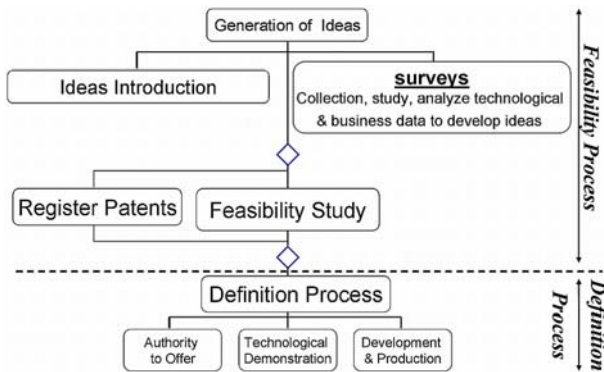 Generation of Ideas
Ideas Introduction
surveys
Collection, study, analyze technological
& business data to develop ideas
Register Patents
Feasibility Study
Feasibility Process
Definition Process
Authority
to Offer
Technological
Demonstration
Development
& Production
Definition
Process